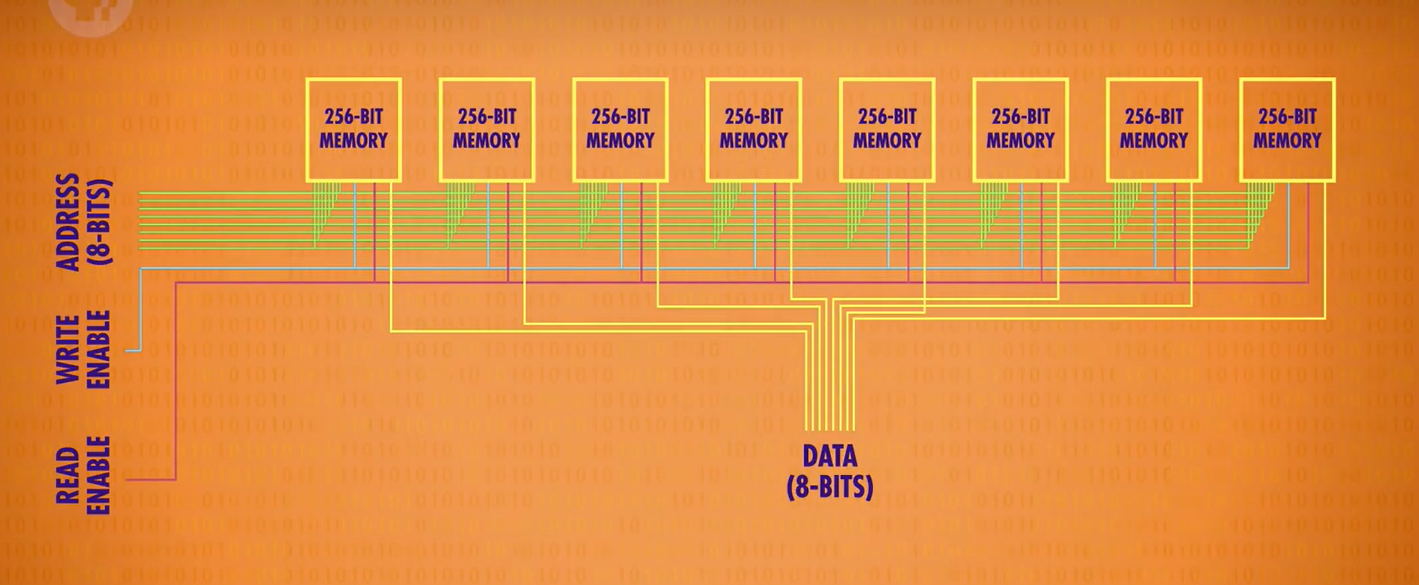 256-BIT
MEMORY
256-BIT
MEMORY
256-BIT
MEMORY
256-BIT
MEMORY
256-BIT
MEMORY
256-BIT
MEMORY
256-BIT
MEMORY
256-BIT
MEMORY
ADDRESS
(8-BITS)
WRITE
ENABLE
READ
ENABLE
DATA
(8-BITS)